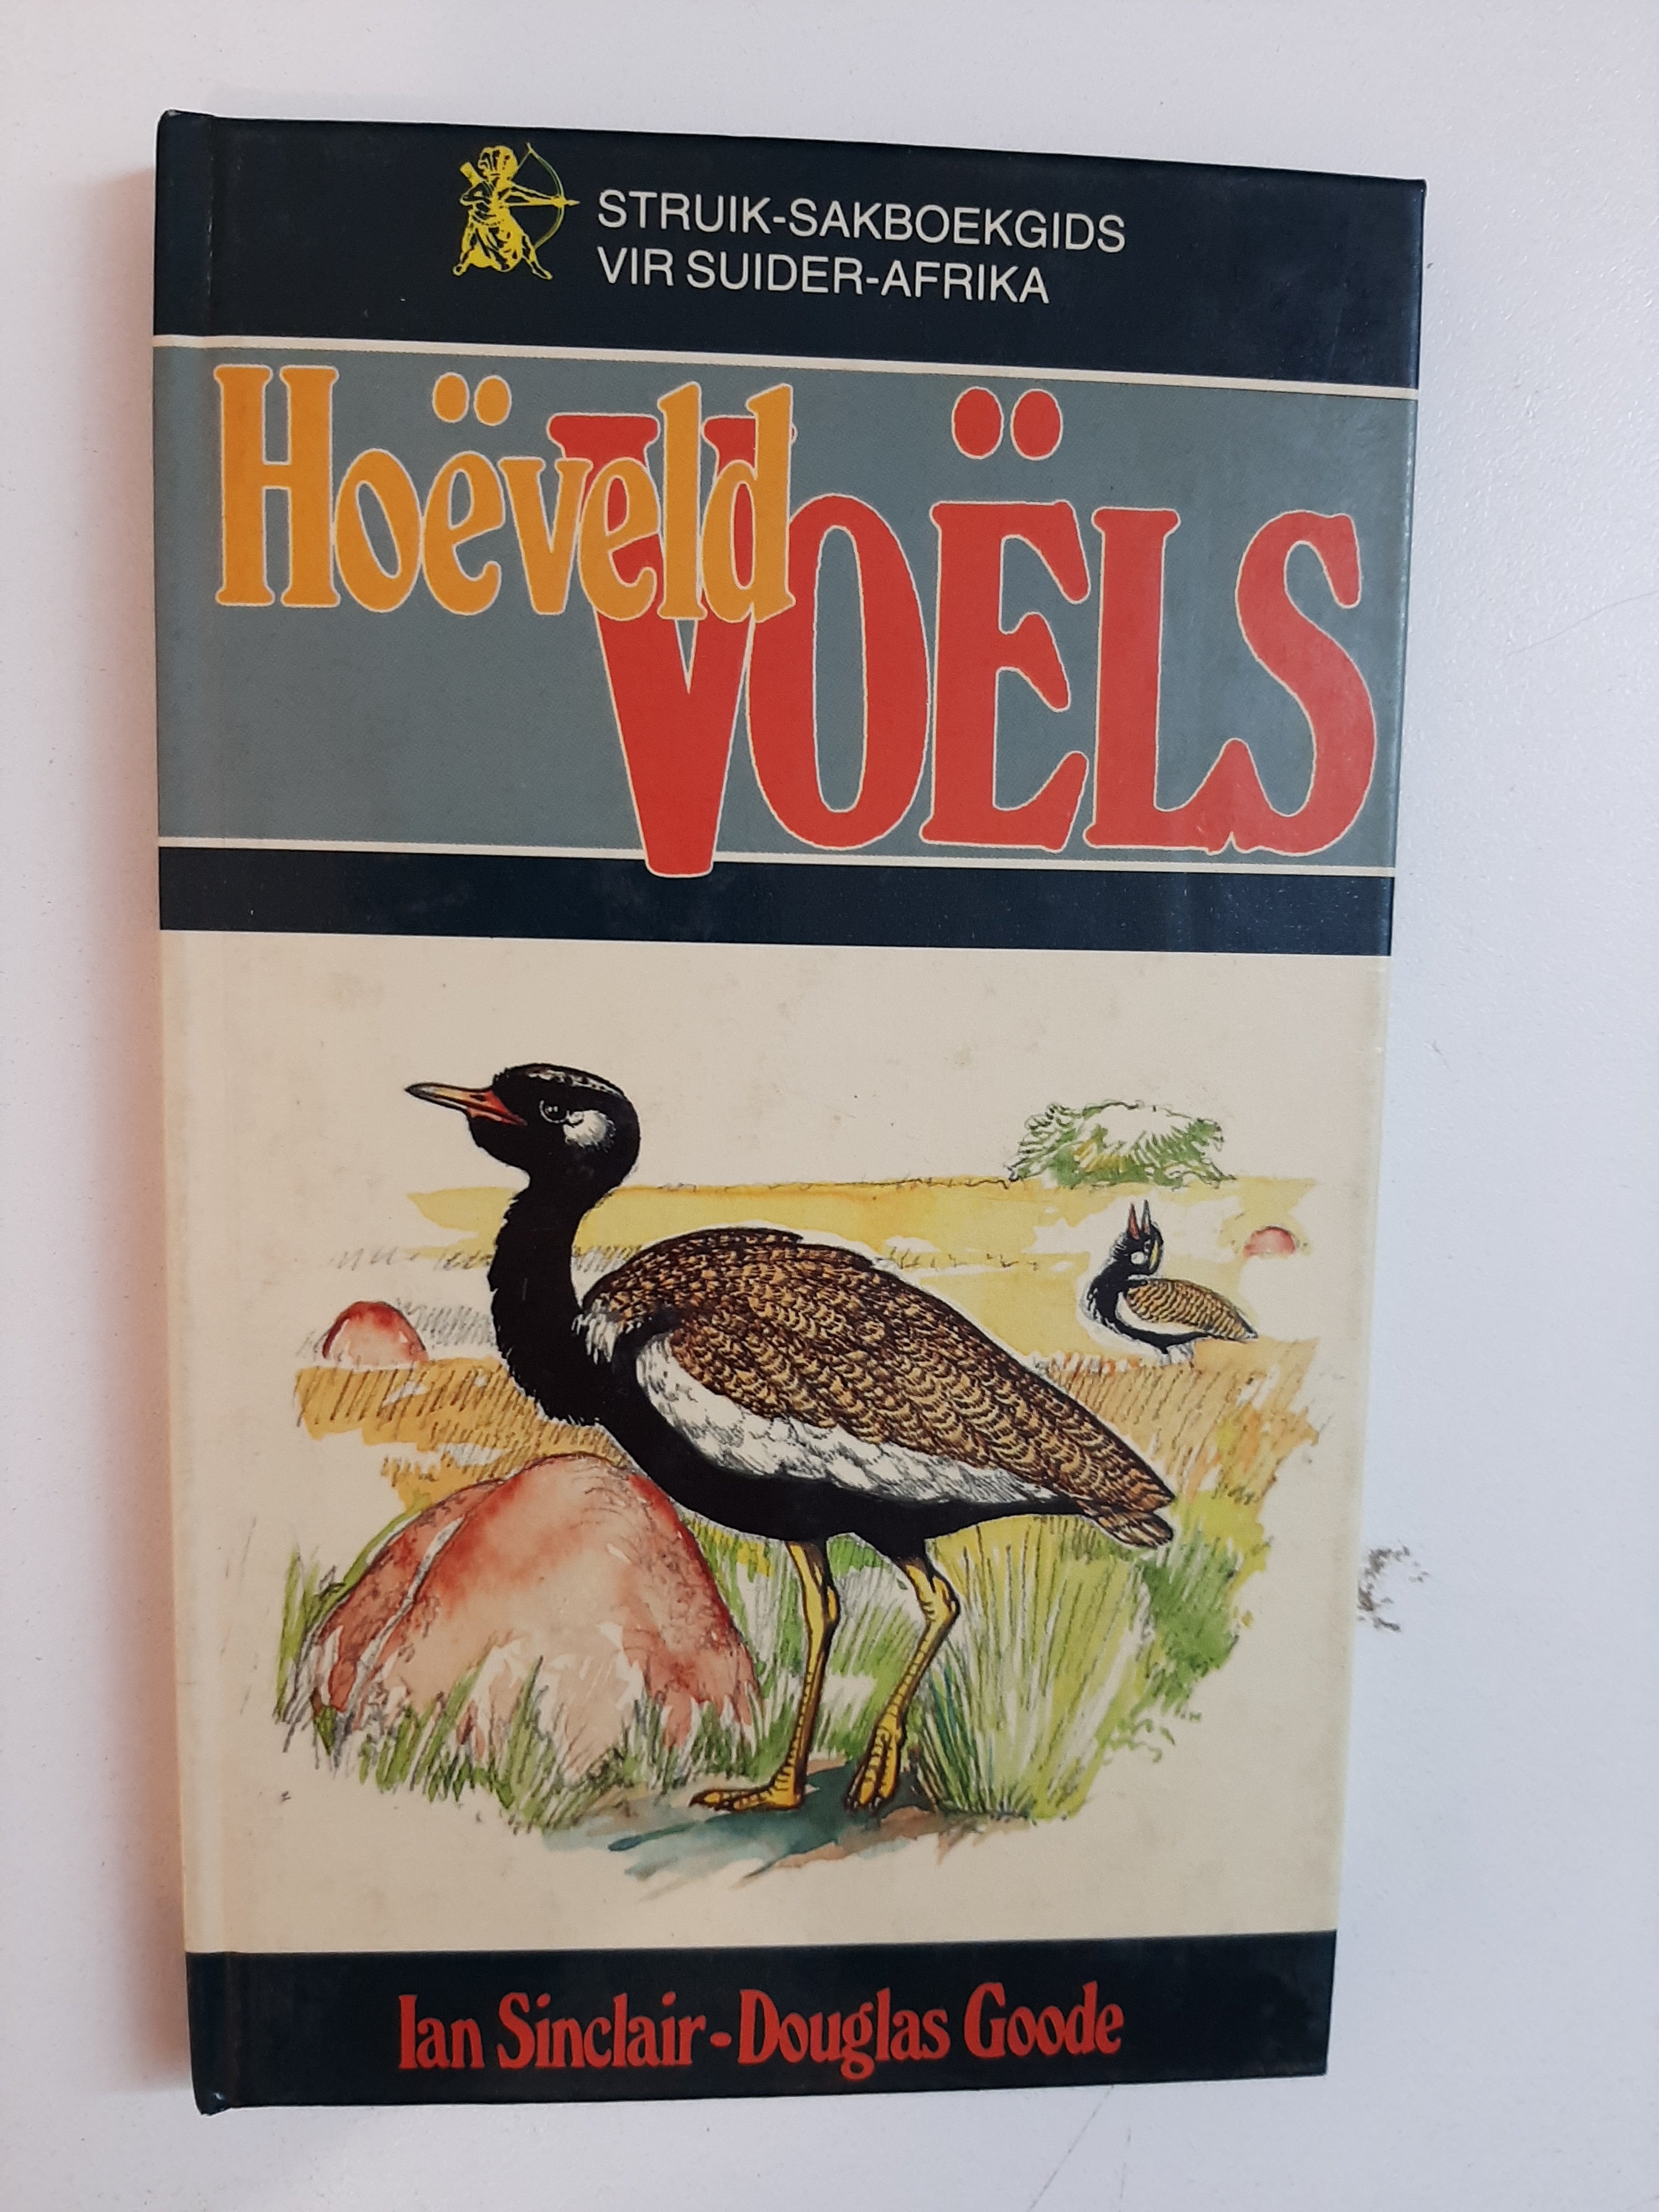 STRUIK-SAKBOEKGIDS
VIR SUIDER-AFRIKA
Hoëveld
VOËLS
Ian Sinclair-Douglas Goode